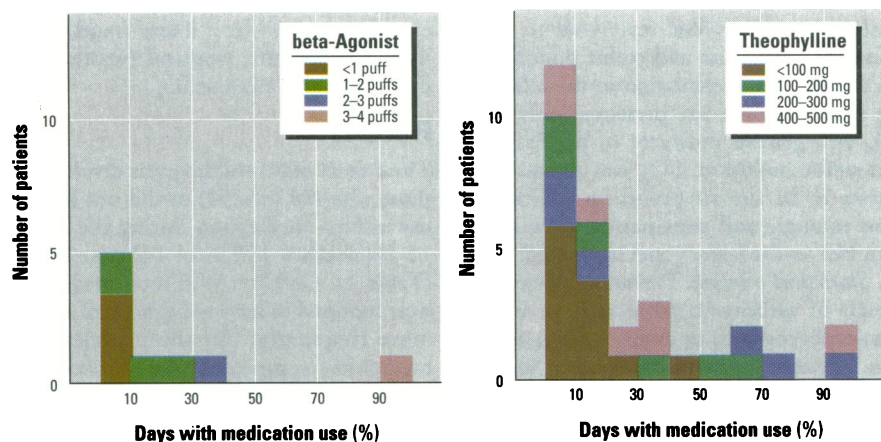 beta-Agonist
<1 puff
1–2 puffs
2–3 puffs
3–4 puffs
Number of patients
10
5
0
10
30
50
70
90
Days with medication use (%)
Theophylline
<100 mg
100–200 mg
200–300 mg
400–500 mg
Number of patients
10
5
0
10
30
50
70
90
Days with medication use (%)